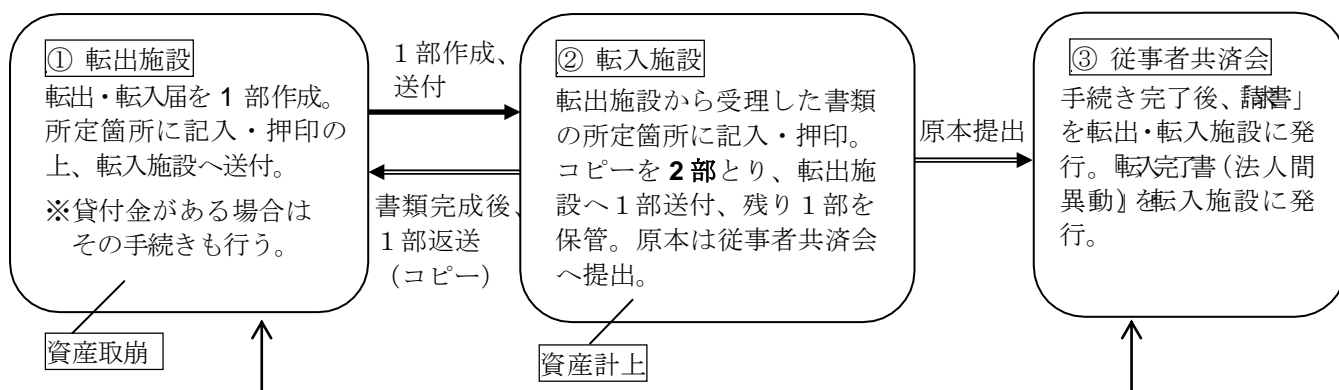 ① 転出施設
転出・転入届を 1 部作成。
所定箇所に記入・押印の
上、転入施設へ送付。
※貸付金がある場合は
その手続きも行う。
資産取崩
1部作成、
送付
書類完成後、
1部返送
（コピー）
② 転入施設
転出施設から受理した書類
の所定箇所に記入・押印。
コピーを 2部とり、転出施
設へ1部送付、残り1部を
保管。原本は従事者共済会
へ提出。
資産計上
原本提出
③ 従事者共済会
手続き完了後、「請求書」
を転出・転入施設に発
行。「転入完了書（法人間
異動）」を転入施設に発
行。